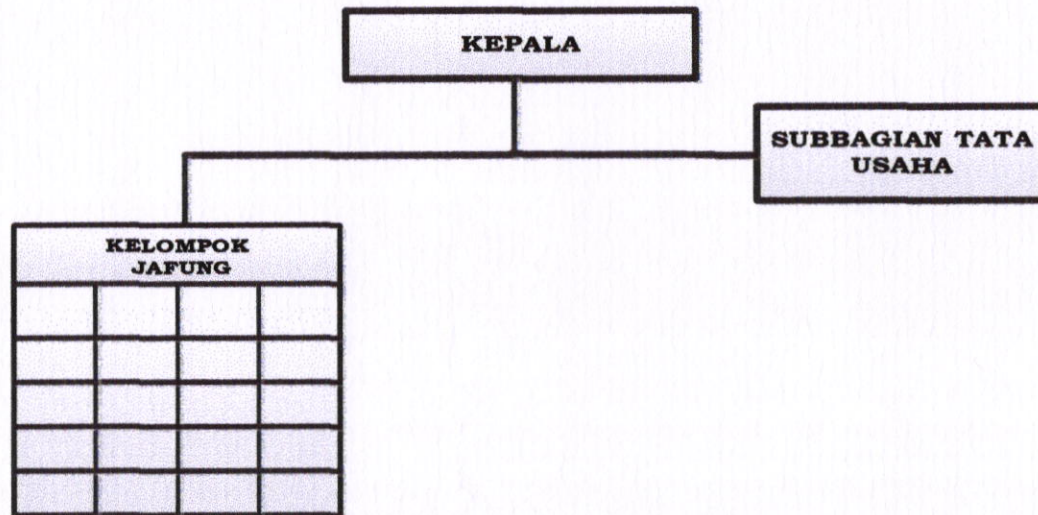 KEPALA
SUBBAGIAN TATA
USAHA
KELOMPOK
JAFUNG